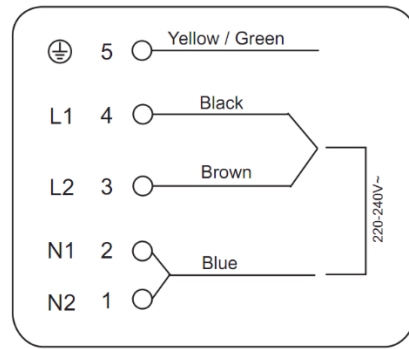 5 Yellow / Green
L1 4 Black
L2 3 Brown
N1 2
Blue
N2 1
220-240V~